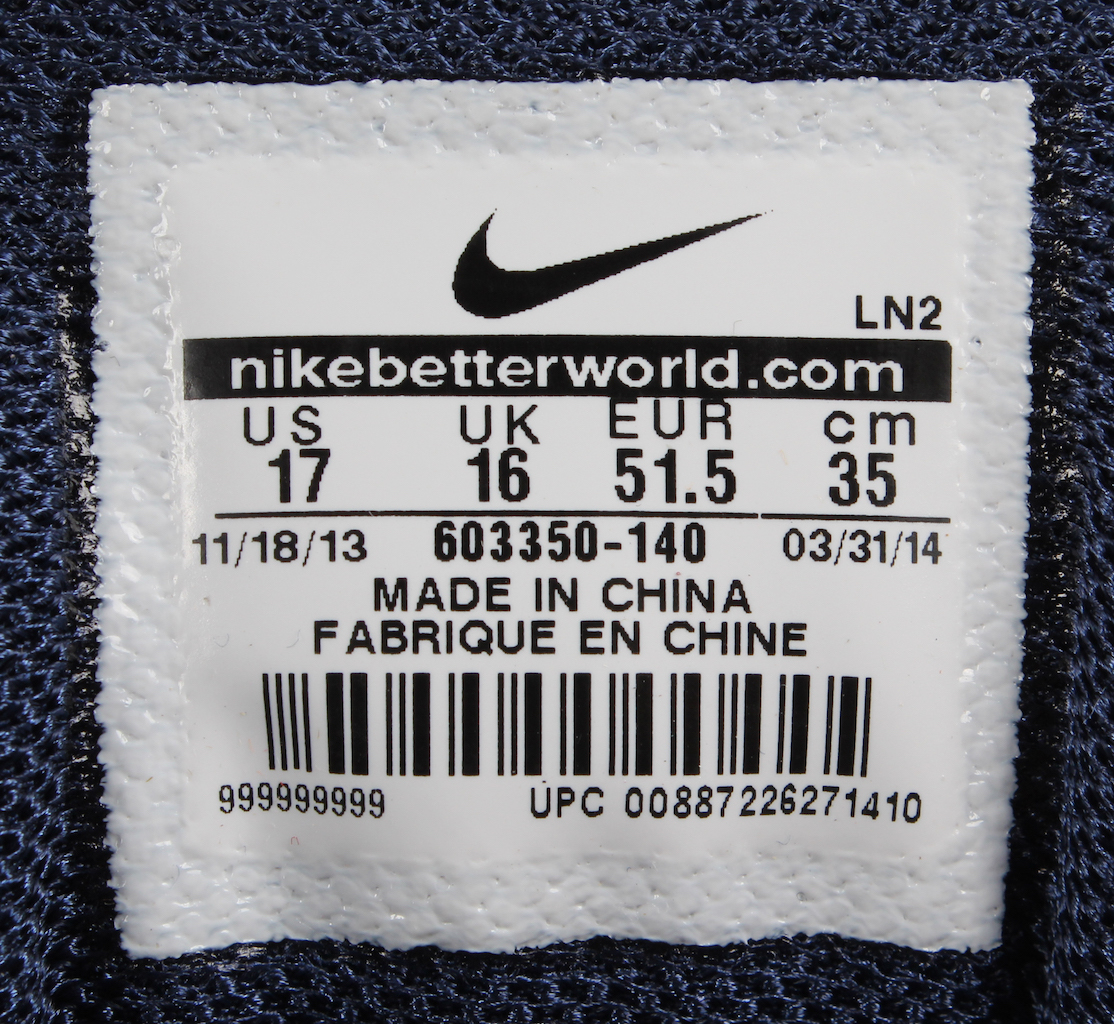 LN2
nikebetterworld.com
US UK EUR cm
17 16 51.5 35
11/18/13 603350-140 03/31/14
MADE IN CHINA
FABRIQUE EN CHINE
999999999 UPC 00887226271410